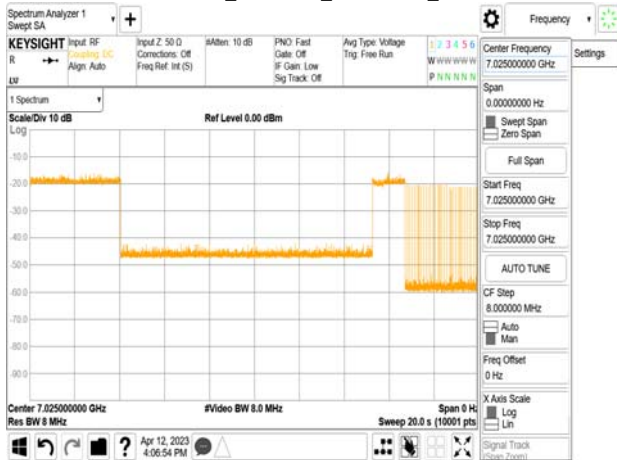 Spectrum Analyzer 1
Swept SA
+
Frequency
KEYSIGHT
R
Input: RF
Coupling: DC
Align: Auto
Input Z: 50 Ω
Corrections: Off
Freq Ref: Int (S)
#Atten: 10 dB
PNO: Fast
Gate: Off
IF Gain: Low
Sig Track: Off
Avg Type: Voltage
Trig: Free Run
1 2 3 4 5 6
W W W W W W
P N N N N N
Center Frequency
7.025000000 GHz
Settings
Span
0.00000000 Hz
Swept Span
Zero Span
Full Span
Start Freq
7.025000000 GHz
Stop Freq
7.025000000 GHz
AUTO TUNE
CF Step
8.000000 MHz
Auto
Man
Freq Offset
0 Hz
X Axis Scale
Log
Lin
Signal Track
(Span Zoom)
1 Spectrum
Scale/Div 10 dB
Ref Level 0.00 dBm
Log
-10.0
-20.0
-30.0
-40.0
-50.0
-60.0
-70.0
-80.0
-90.0
Center 7.025000000 GHz
#Video BW 8.0 MHz
Span 0 Hz
Res BW 8 MHz
Sweep 20.0 s (10001 pts
?
Apr 12, 2023
4:06:54 PM